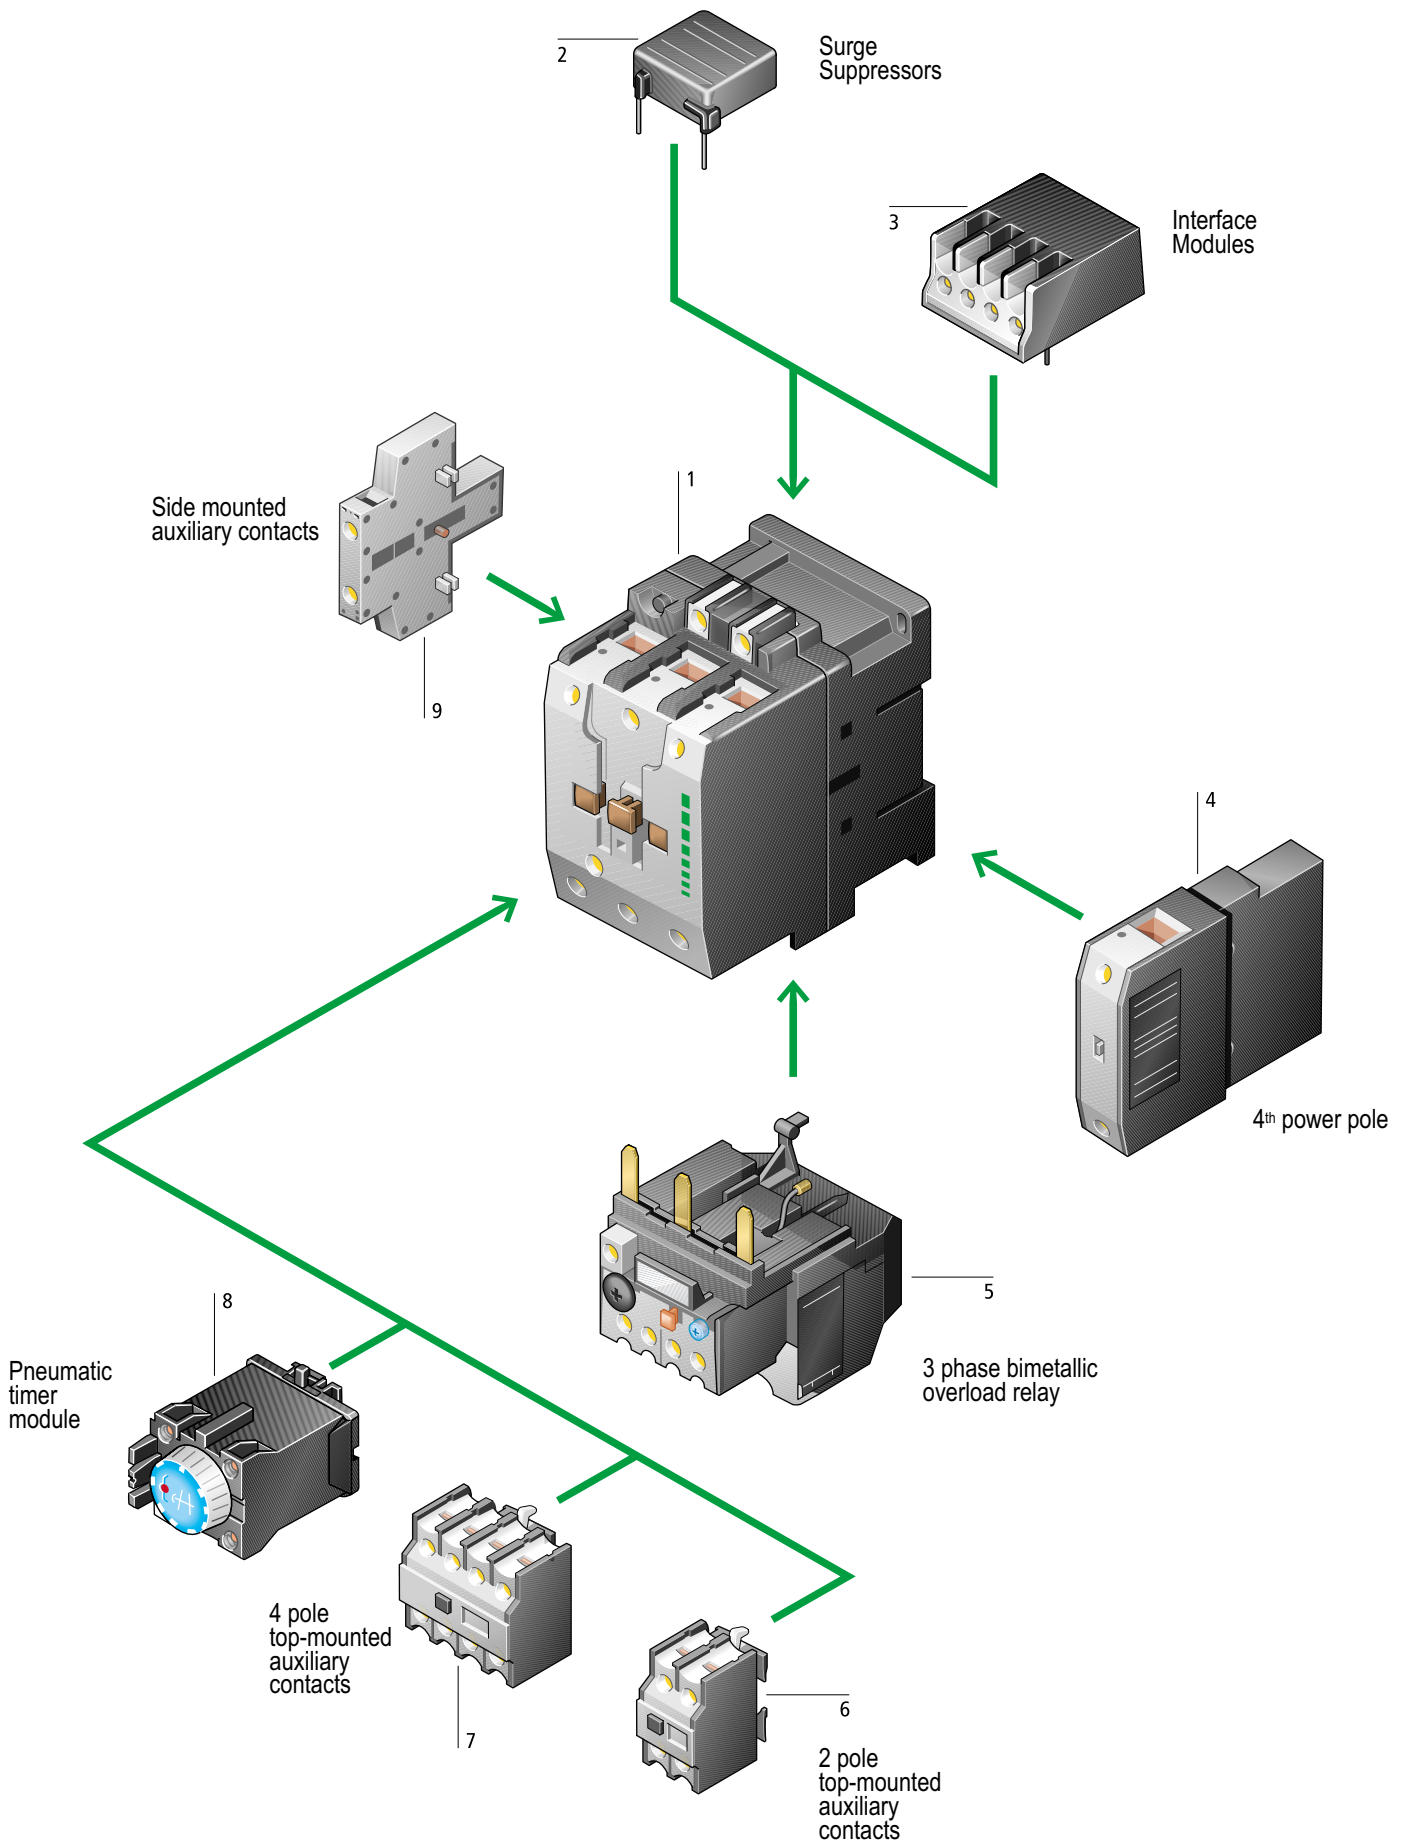 2
Surge
Suppressors
3
Interface
Modules
1
Side mounted
auxiliary contacts
9
4
4th power pole
5
3 phase bimetallic
overload relay
8
Pneumatic
timer
module
4 pole
top-mounted
auxiliary
contacts
7
6
2 pole
top-mounted
auxiliary
contacts